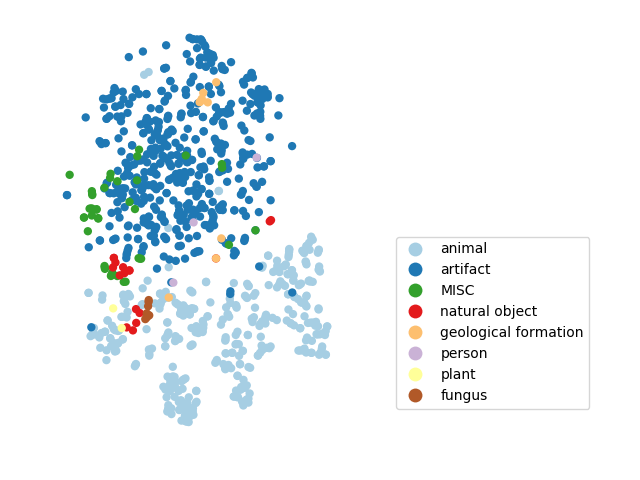 animal
artifact
MISC
natural object
geological formation
person
plant
fungus